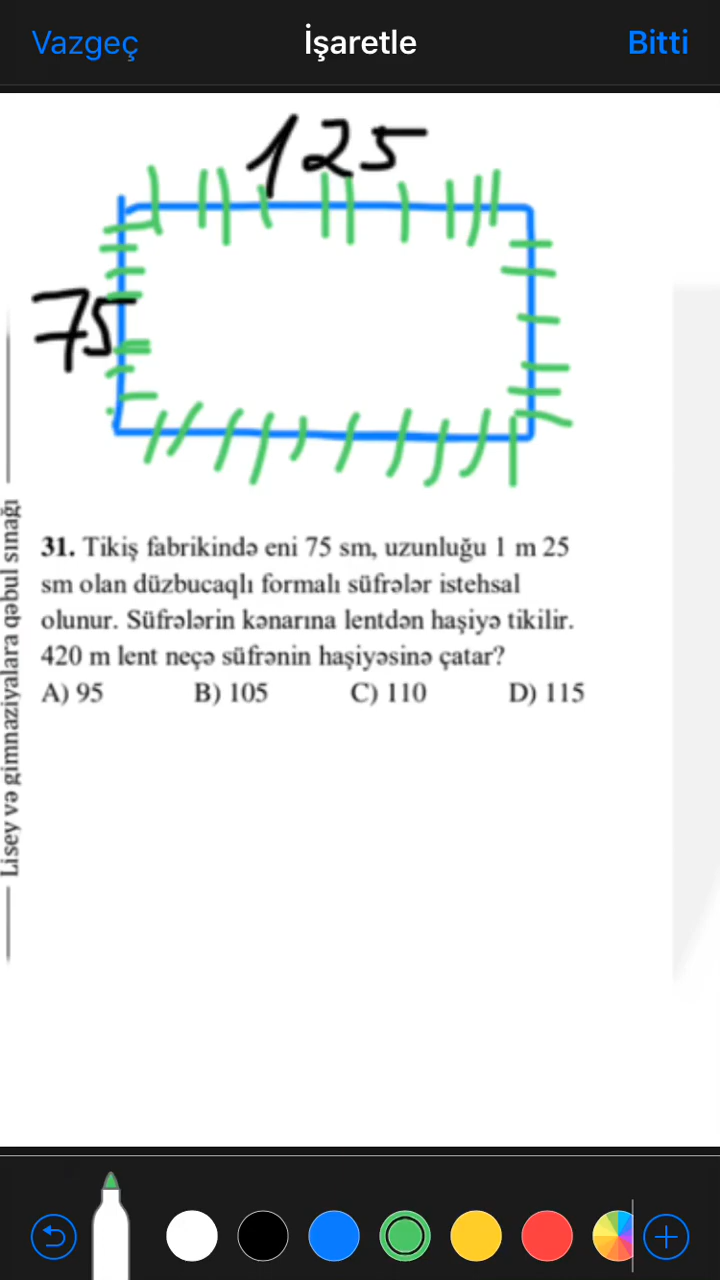 Vazgeç İşaretle Bitti
125
75
Lisey və gimnaziyalara qəbul sınağı
31. Tikiş fabrikində eni 75 sm, uzunluğu 1 m 25
sm olan düzbucaqlı formalı süfrələr istehsal
olunur. Süfrələrin kənarına lentdən haşiyə tikilir.
420 m lent neçə süfrənin haşiyəsinə çatar?
A) 95 B) 105 C) 110 D) 115